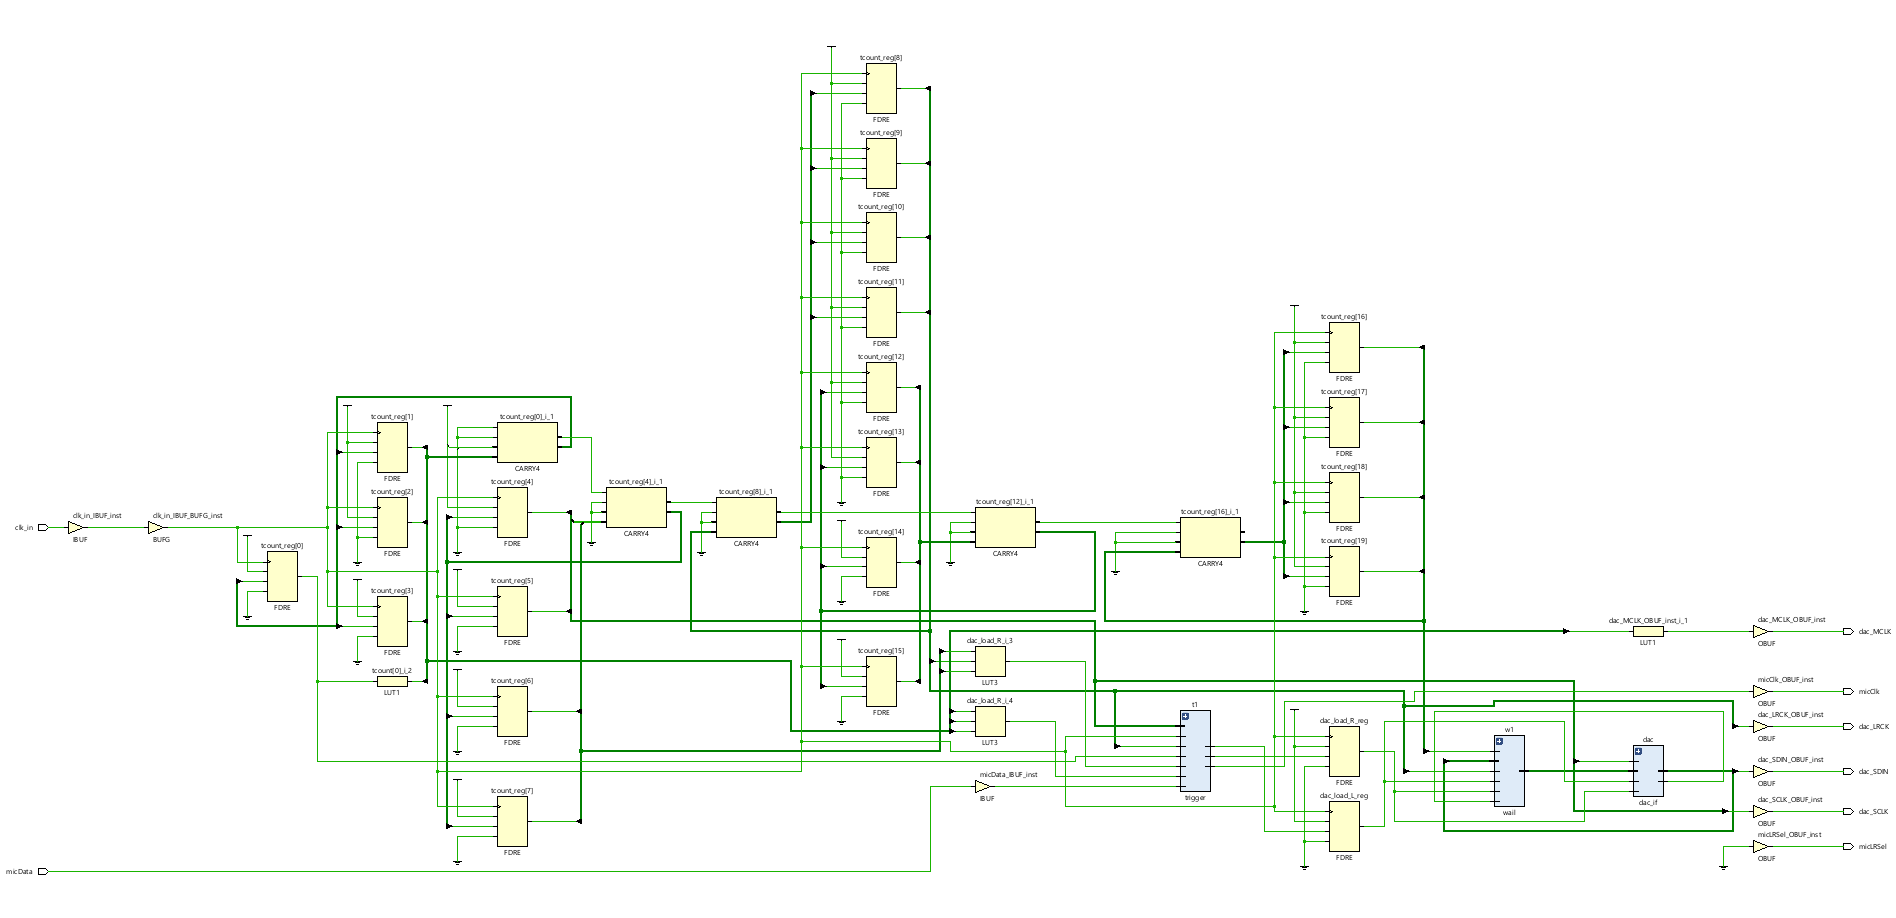 tcount_reg[8]
FDRE
tcount_reg[9]
FDRE
tcount_reg[10]
FDRE
tcount_reg[11]
FDRE
tcount_reg[12]
FDRE
tcount_reg[13]
FDRE
tcount_reg[14]
FDRE
tcount_reg[15]
FDRE
tcount_reg[16]
FDRE
tcount_reg[17]
FDRE
tcount_reg[18]
FDRE
tcount_reg[19]
FDRE
clk_in
clk_in_IBUF_inst
IBUF
clk_in_IBUF_BUFG_inst
BUFG
tcount_reg[0]
FDRE
tcount_reg[1]
FDRE
tcount_reg[2]
FDRE
tcount_reg[3]
FDRE
tcount[0]_i_2
LUT1
tcount_reg[0]_i_1
CARRY4
tcount_reg[4]
FDRE
tcount_reg[5]
FDRE
tcount_reg[6]
FDRE
tcount_reg[7]
FDRE
tcount_reg[4]_i_1
CARRY4
tcount_reg[8]_i_1
CARRY4
tcount_reg[12]_i_1
CARRY4
tcount_reg[16]_i_1
CARRY4
dac_load_R_i_3
LUT3
dac_load_R_i_4
LUT3
micData_IBUF_inst
IBUF
t1
trigger
dac_load_R_reg
FDRE
dac_load_L_reg
FDRE
w1
wail
dac
dac_if
dac_MCLK_OBUF_inst_i_1
LUT1
dac_MCLK_OBUF_inst
OBUF
dac_MCLK
micClk_OBUF_inst
OBUF
micClk
dac_LRCK_OBUF_inst
OBUF
dac_LRCK
dac_SDIN_OBUF_inst
OBUF
dac_SDIN
dac_SCLK_OBUF_inst
OBUF
dac_SCLK
micLRSel_OBUF_inst
OBUF
micLRSel
micData